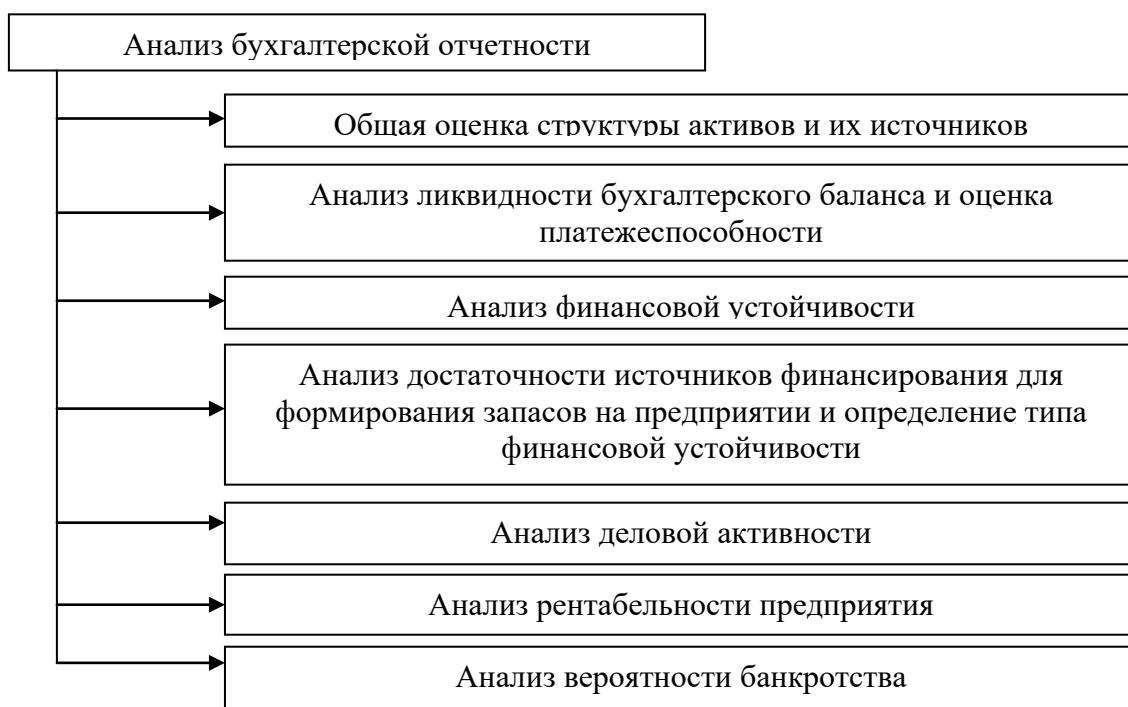 Анализ бухгалтерской отчетности
Общая оценка структуры активов и их источников
Анализ ликвидности бухгалтерского баланса и оценка
платежеспособности
Анализ финансовой устойчивости
Анализ достаточности источников финансирования для
формирования запасов на предприятии и определение типа
финансовой устойчивости
Анализ деловой активности
Анализ рентабельности предприятия
Анализ вероятности банкротства